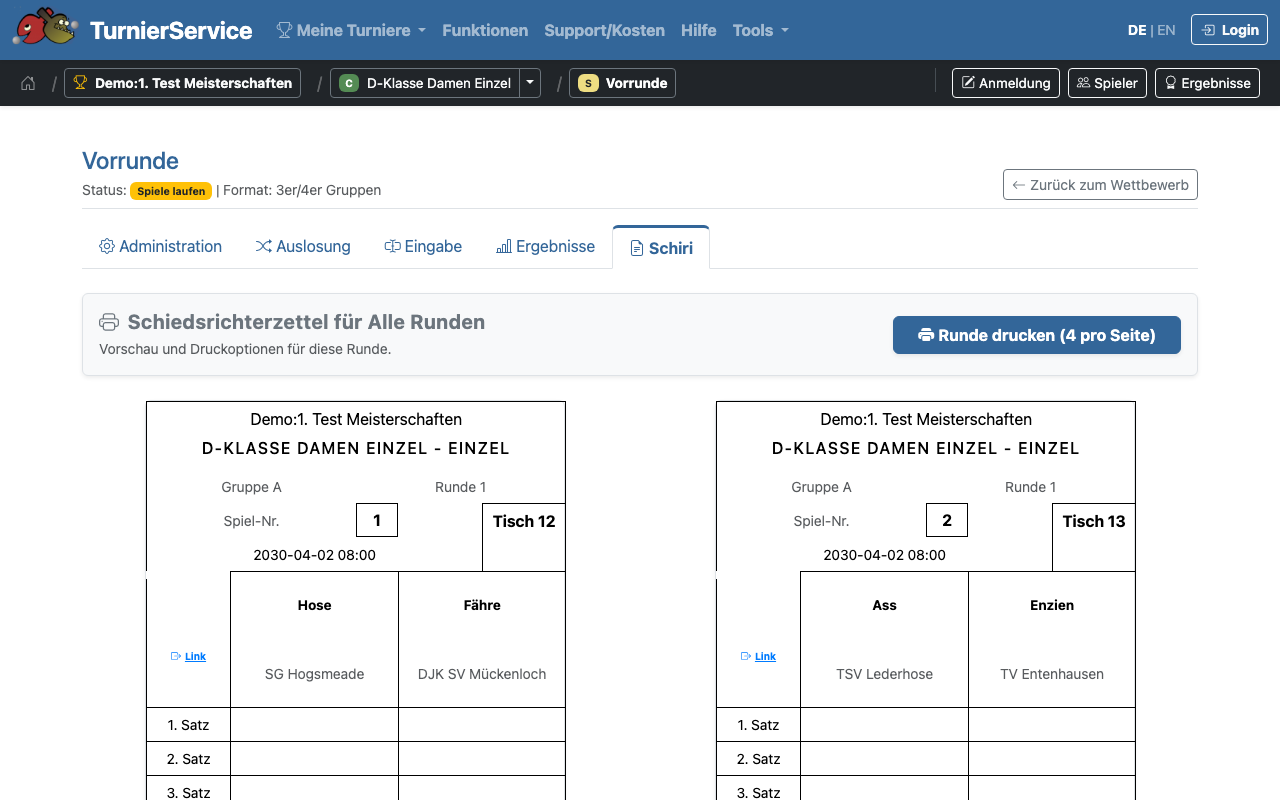 TurnierService
Meine Turniere
Funktionen
Support/Kosten
Hilfe
Tools
DE | EN
Login
/
Demo:1. Test Meisterschaften
/
C D-Klasse Damen Einzel
/
S Vorrunde
Anmeldung
Spieler
Ergebnisse
Vorrunde
Status: Spiele laufen | Format: 3er/4er Gruppen
Zurück zum Wettbewerb
Administration
Auslosung
Eingabe
Ergebnisse
Schiri
Schiedsrichterzettel für Alle Runden
Vorschau und Druckoptionen für diese Runde.
Runde drucken (4 pro Seite)
Demo:1. Test Meisterschaften
D-KLASSE DAMEN EINZEL - EINZEL
Gruppe A Runde 1
Spiel-Nr. 1 Tisch 12
2030-04-02 08:00
Hose Fähre
Link
SG Hogsmeade DJK SV Mückenloch
1. Satz
2. Satz
3. Satz
Demo:1. Test Meisterschaften
D-KLASSE DAMEN EINZEL - EINZEL
Gruppe A Runde 1
Spiel-Nr. 2 Tisch 13
2030-04-02 08:00
Ass Enzien
Link
TSV Lederhose TV Entenhausen
1. Satz
2. Satz
3. Satz